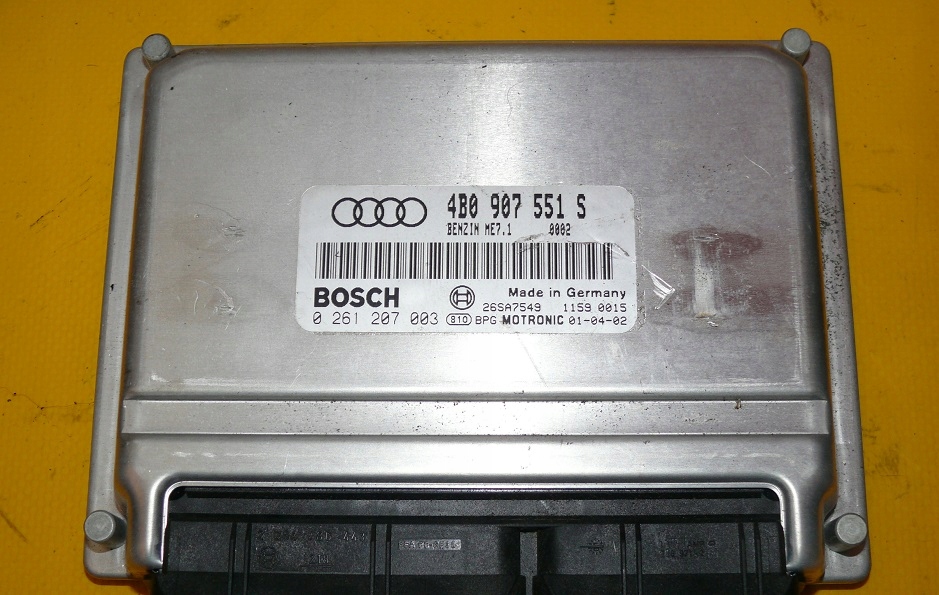 4B0 907 551 S
BENZIN ME7.1 0002
BOSCH
Made in Germany
26SA7549 1159 0015
0 261 207 003 810 BPG MOTRONIC 01-04-02